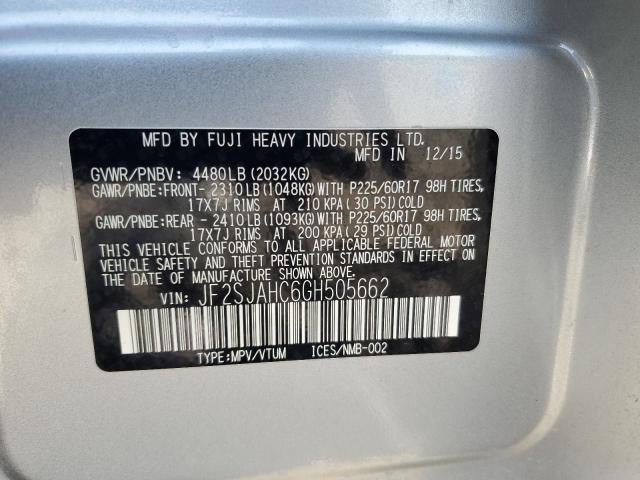 MFD BY FUJI HEAVY INDUSTRIES LTD.
MFD IN 12/15
GVWR/PNBV: 4480LB (2032KG)
GAWR/PNBE:FRONT- 2310LB(1048KG)WITH P225/60R17 98H TIRES,
17X7J RIMS AT 210 KPA( 30 PSI)COLD
GAWR/PNBE:REAR - 2410LB(1093KG)WITH P225/60R17 98H TIRES,
17X7J RIMS AT 200 KPA( 29 PSI)COLD
THIS VEHICLE CONFORMS TO ALL APPLICABLE FEDERAL MOTOR
VEHICLE SAFETY AND THEFT PREVENTION STANDARDS IN EFFECT ON
THE DATE OF MANUFACTURE SHOWN ABOVE.
VIN: JF2SJAHC6GH505662
TYPE:MPV/VTUM ICES/NMB-002